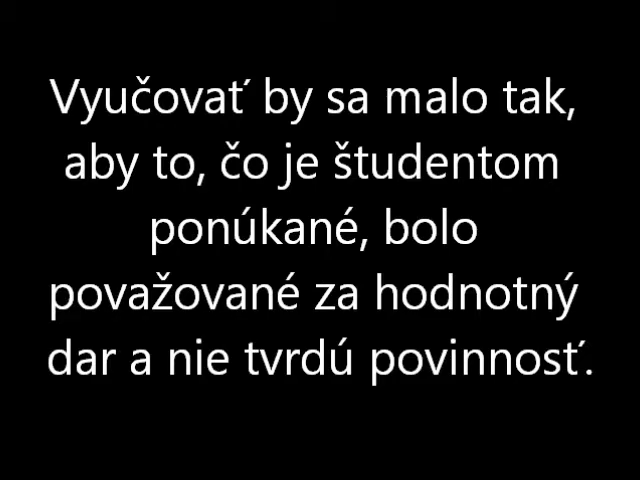 Vyučovať by sa malo tak,
aby to, čo je študentom
ponúkané, bolo
považované za hodnotný
dar a nie tvrdú povinnosť.